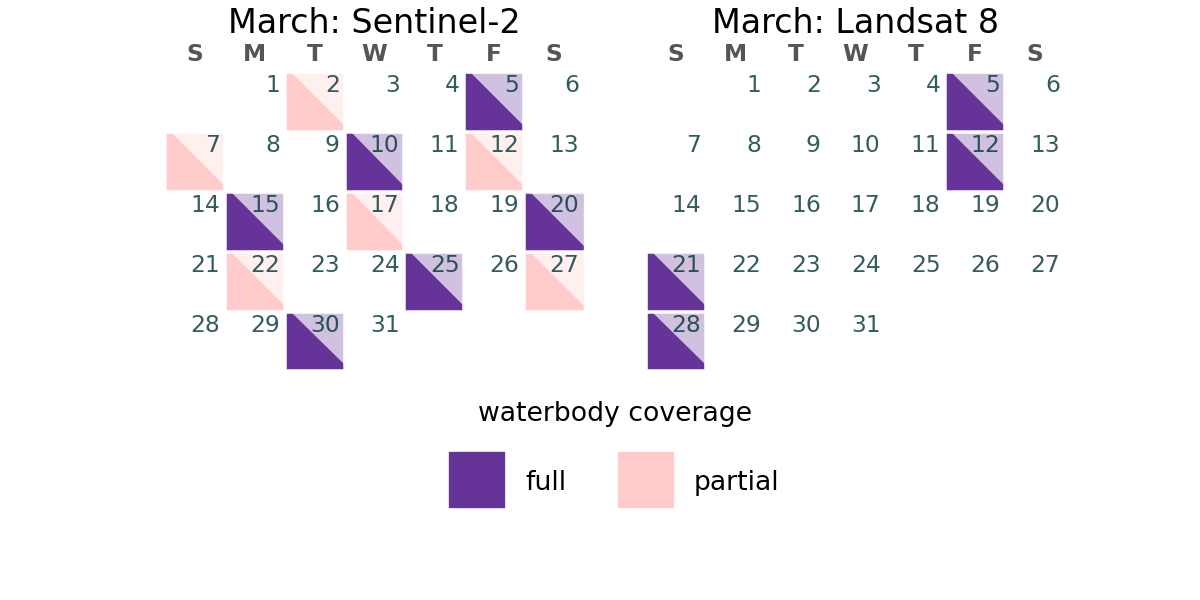 March: Sentinel-2
S M T W T F S
1 2 3 4 5 6
7 8 9 10 11 12 13
14 15 16 17 18 19 20
21 22 23 24 25 26 27
28 29 30 31
March: Landsat 8
S M T W T F S
1 2 3 4 5 6
7 8 9 10 11 12 13
14 15 16 17 18 19 20
21 22 23 24 25 26 27
28 29 30 31
waterbody coverage
full partial